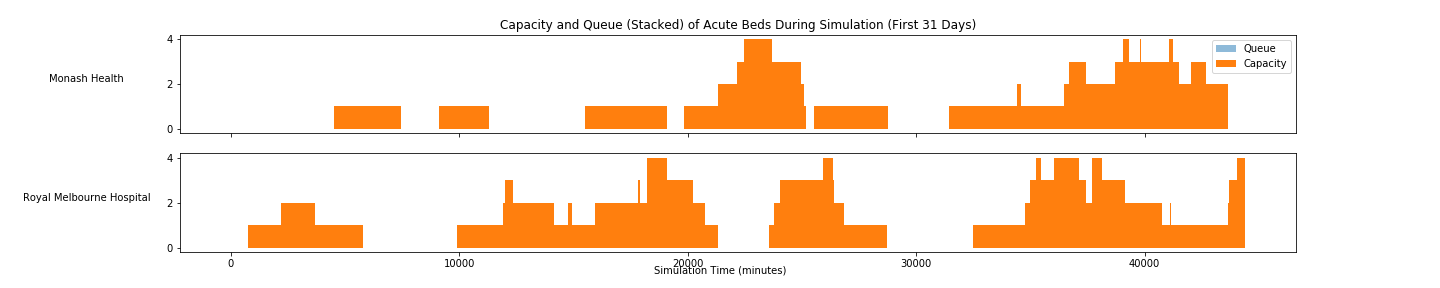 Capacity and Queue (Stacked) of Acute Beds During Simulation (First 31 Days)
4
2
0
Monash Health
Queue
Capacity
4
2
0
Royal Melbourne Hospital
0 10000 20000 30000 40000
Simulation Time (minutes)